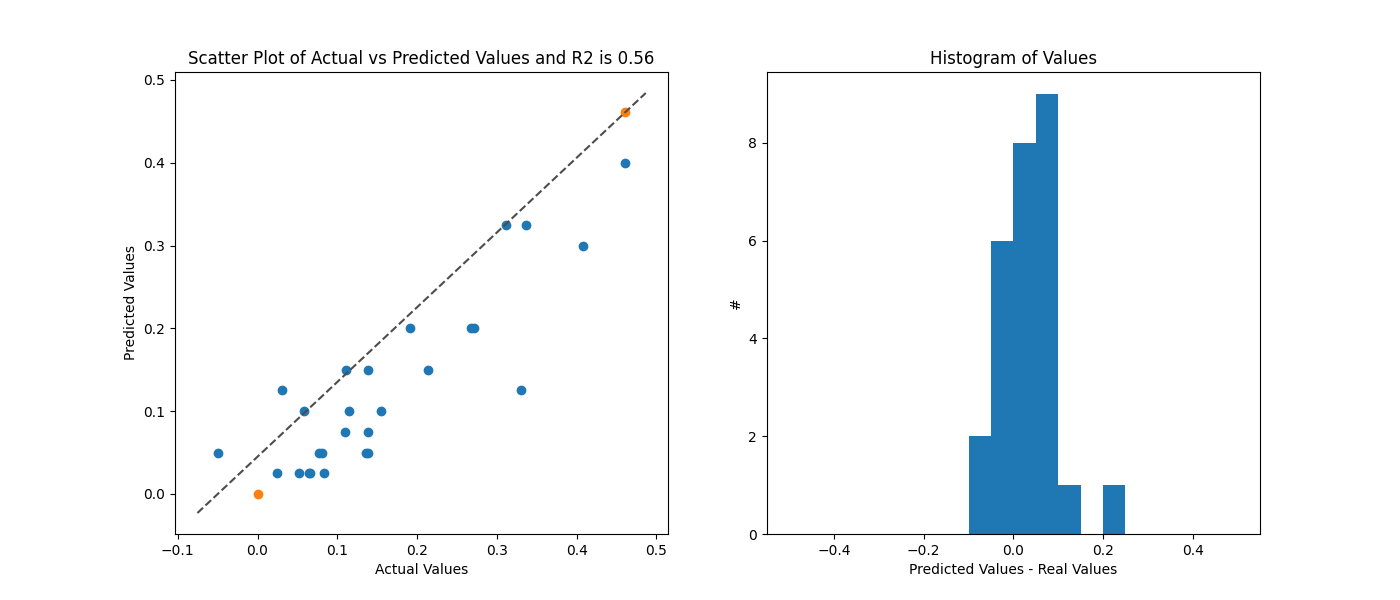 Scatter Plot of Actual vs Predicted Values and R2 is 0.56
0.5
0.4
0.3
0.2
0.1
0.0
Predicted Values
−0.1 0.0 0.1 0.2 0.3 0.4 0.5
Actual Values
Histogram of Values
8
6
4
2
0
#
−0.4 −0.2 0.0 0.2 0.4
Predicted Values - Real Values